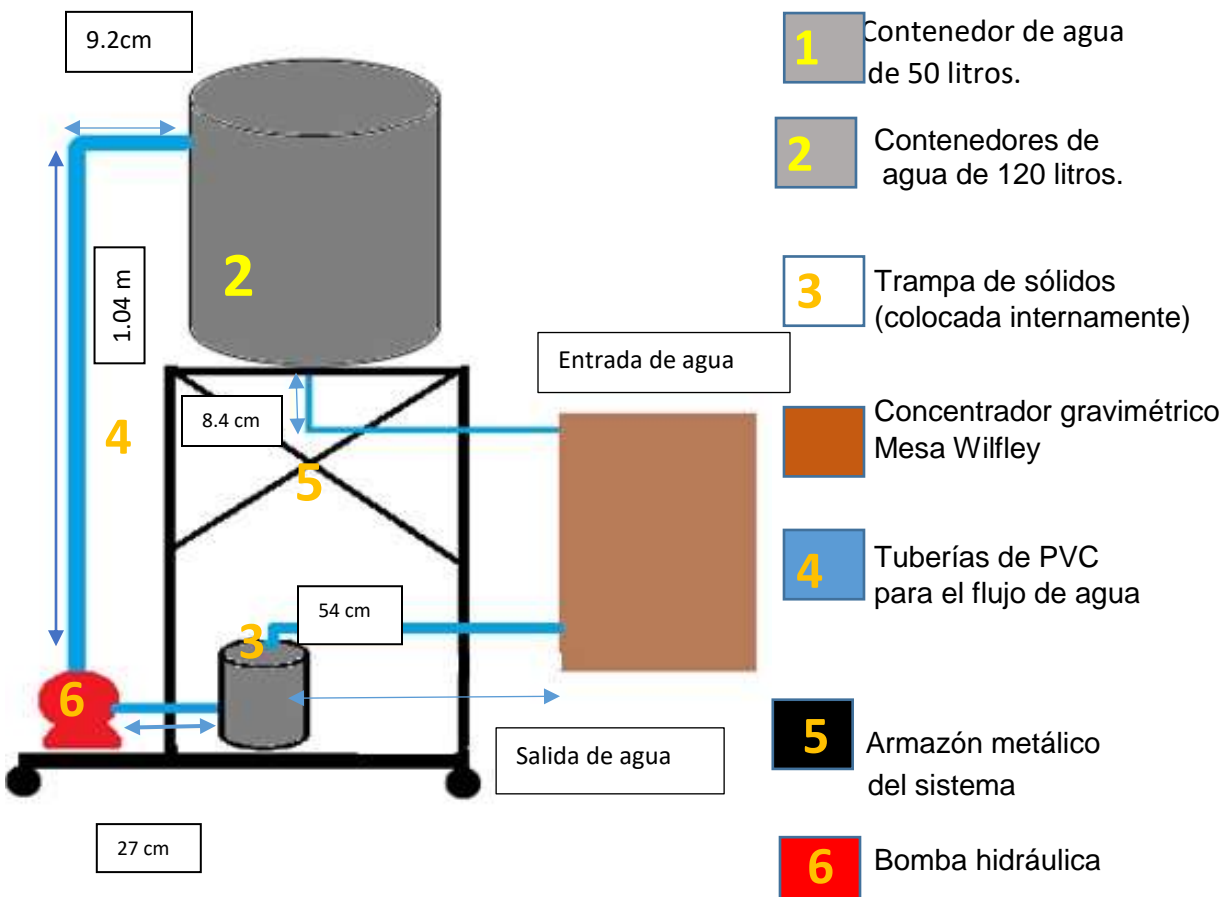 9.2cm
1.04 m
2
4
8.4 cm
5
Entrada de agua
3
54 cm
6
Salida de agua
27 cm
1
Contenedor de agua
de 50 litros.
2
Contenedores de
agua de 120 litros.
3
Trampa de sólidos
(colocada internamente)
Concentrador gravimétrico
Mesa Wilfley
4
Tuberías de PVC
para el flujo de agua
5
Armazón metálico
del sistema
6
Bomba hidráulica